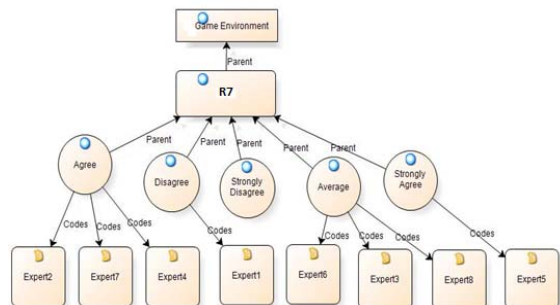 Game Environment
Parent
R7
Parent
Parent
Parent
Parent
Parent
Agree
Disagree
Strongly
Disagree
Average
Strongly
Agree
Codes
Codes
Codes
Codes
Codes
Codes
Codes
Codes
Expert2
Expert7
Expert4
Expert1
Expert6
Expert3
Expert8
Expert5